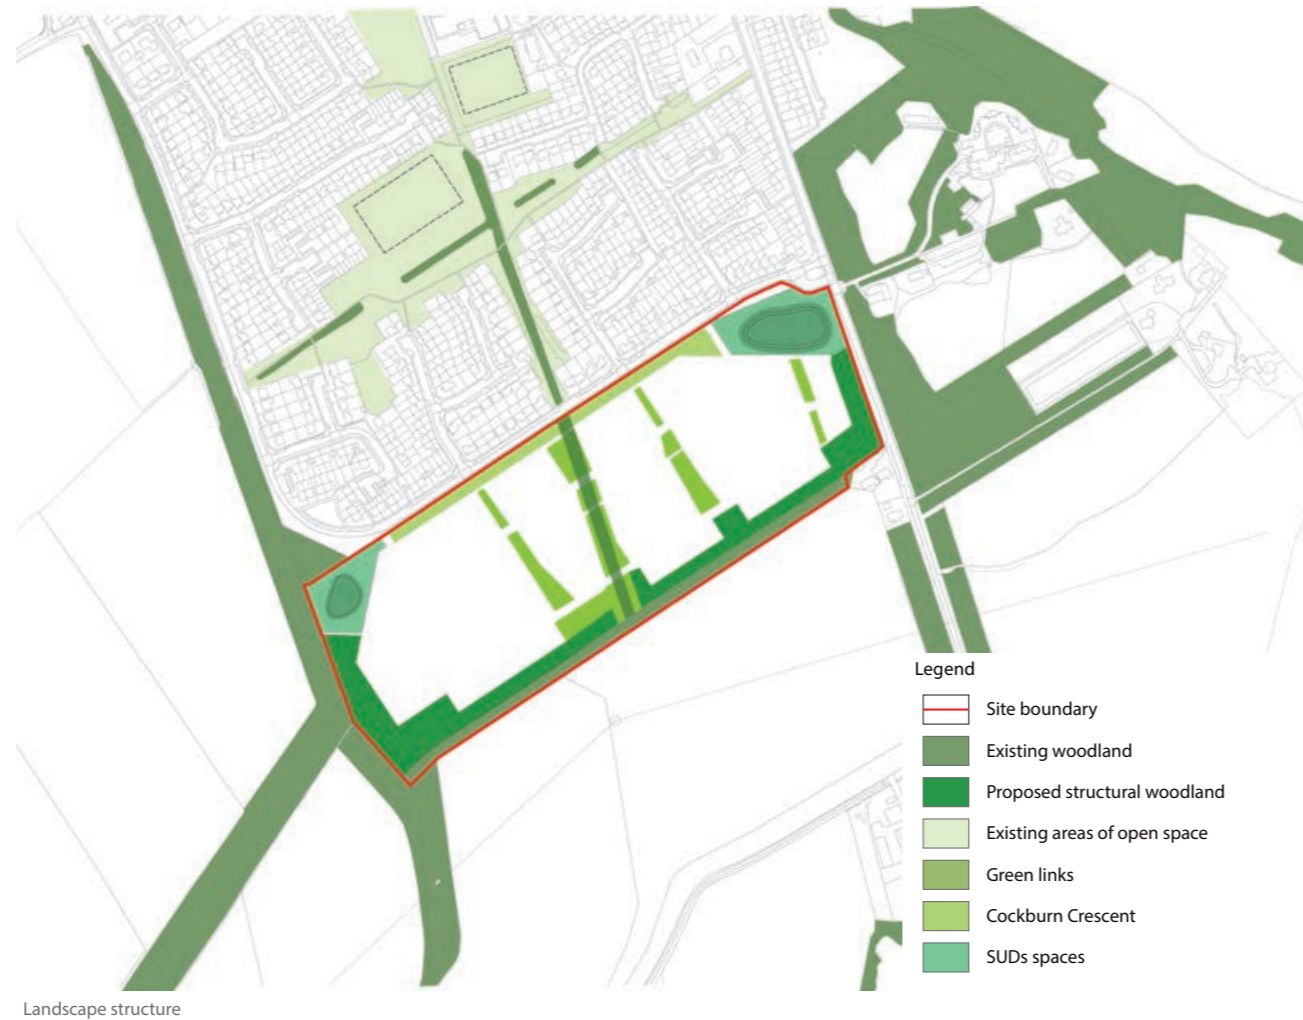 Legend
Site boundary
Existing woodland
Proposed structural woodland
Existing areas of open space
Green links
Cockburn Crescent
SUDs spaces
Landscape structure